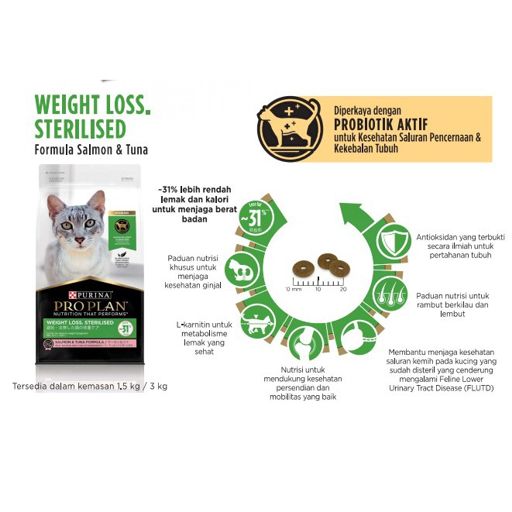 WEIGHT LOSS.
STERILISED
Formula Salmon & Tuna
Diperkaya dengan
PROBIOTIK AKTIF
untuk Kesehatan Saluran Pencernaan &
Kekebalan Tubuh
~31% lebih rendah
lemak dan kalori
untuk menjaga berat
badan
~31%
Paduan nutrisi
khusus untuk
menjaga
kesehatan ginjal
L-karnitin untuk
metabolisme
lemak yang
sehat
Nutrisi untuk
mendukung kesehatan
persendian dan
mobilitas yang baik
Antioksidan yang terbukti
secara ilmiah untuk
pertahanan tubuh
Paduan nutrisi untuk
rambut berkilau dan
lembut
Membantu menjaga kesehatan
saluran kemih pada kucing yang
sudah disteril yang cenderung
mengalami Feline Lower
Urinary Tract Disease (FLUTD)
0 mm 10 20
PURINA
PRO PLAN
NUTRITION THAT PERFORMS
WEIGHT LOSS. STERILISED
31
SALMON & TUNA FORMULA
Tersedia dalam kemasan 1,5 kg / 3 kg